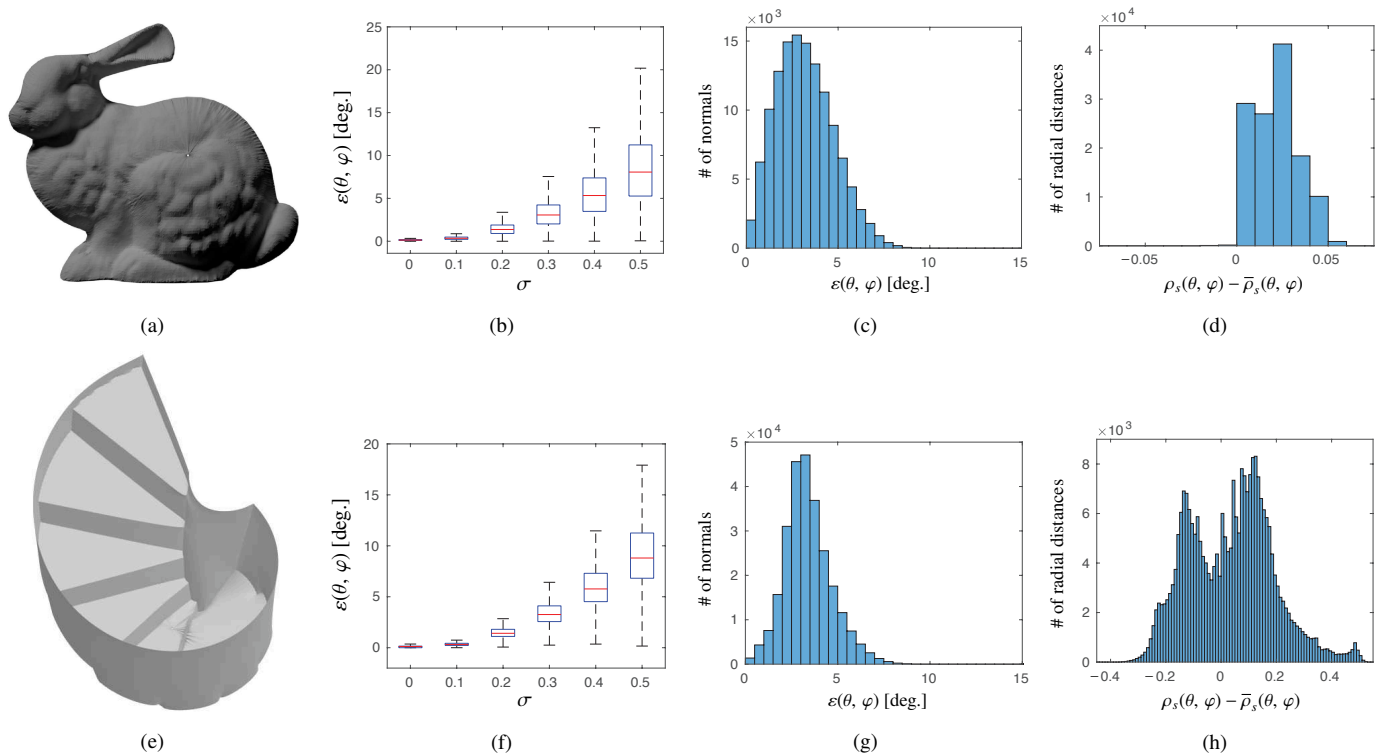 25
20
15
10
5
0
ε(θ, φ) [deg.]
0 0.1 0.2 0.3 0.4 0.5
σ
×10³
15
10
5
0
# of normals
0 5 10 15
ε(θ, φ) [deg.]
×10⁴
4
3
2
1
0
# of radial distances
−0.05 0 0.05
ρₛ(θ, φ) − ρ̅ₛ(θ, φ)
(a) (b) (c) (d)
20
15
10
5
0
ε(θ, φ) [deg.]
0 0.1 0.2 0.3 0.4 0.5
σ
×10⁴
5
4
3
2
1
0
# of normals
0 5 10 15
ε(θ, φ) [deg.]
×10³
8
6
4
2
0
# of radial distances
−0.4 −0.2 0 0.2 0.4
ρₛ(θ, φ) − ρ̅ₛ(θ, φ)
(e) (f) (g) (h)